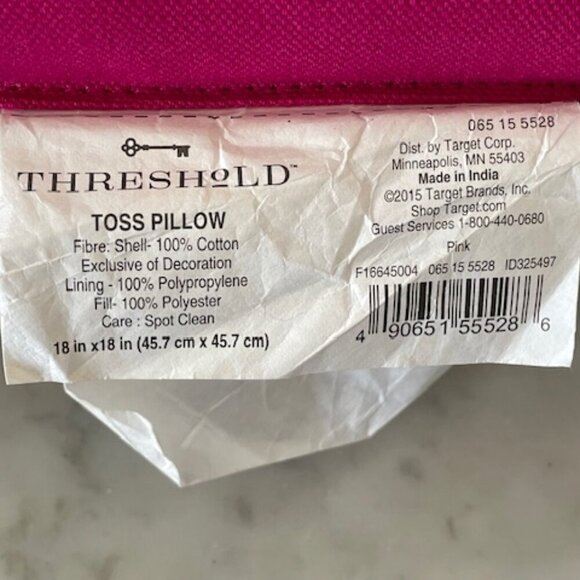 THRESHOLD™
TOSS PILLOW
Fibre: Shell- 100% Cotton
Exclusive of Decoration
Lining - 100% Polypropylene
Fill- 100% Polyester
Care : Spot Clean
18 in x18 in (45.7 cm x 45.7 cm)
065 15 5528
Dist. by Target Corp.
Minneapolis, MN 55403
Made in India
©2015 Target Brands, Inc.
Shop Target.com
Guest Services 1-800-440-0680
Pink
F16645004 065 15 5528 ID325497
4 90651 55528 6